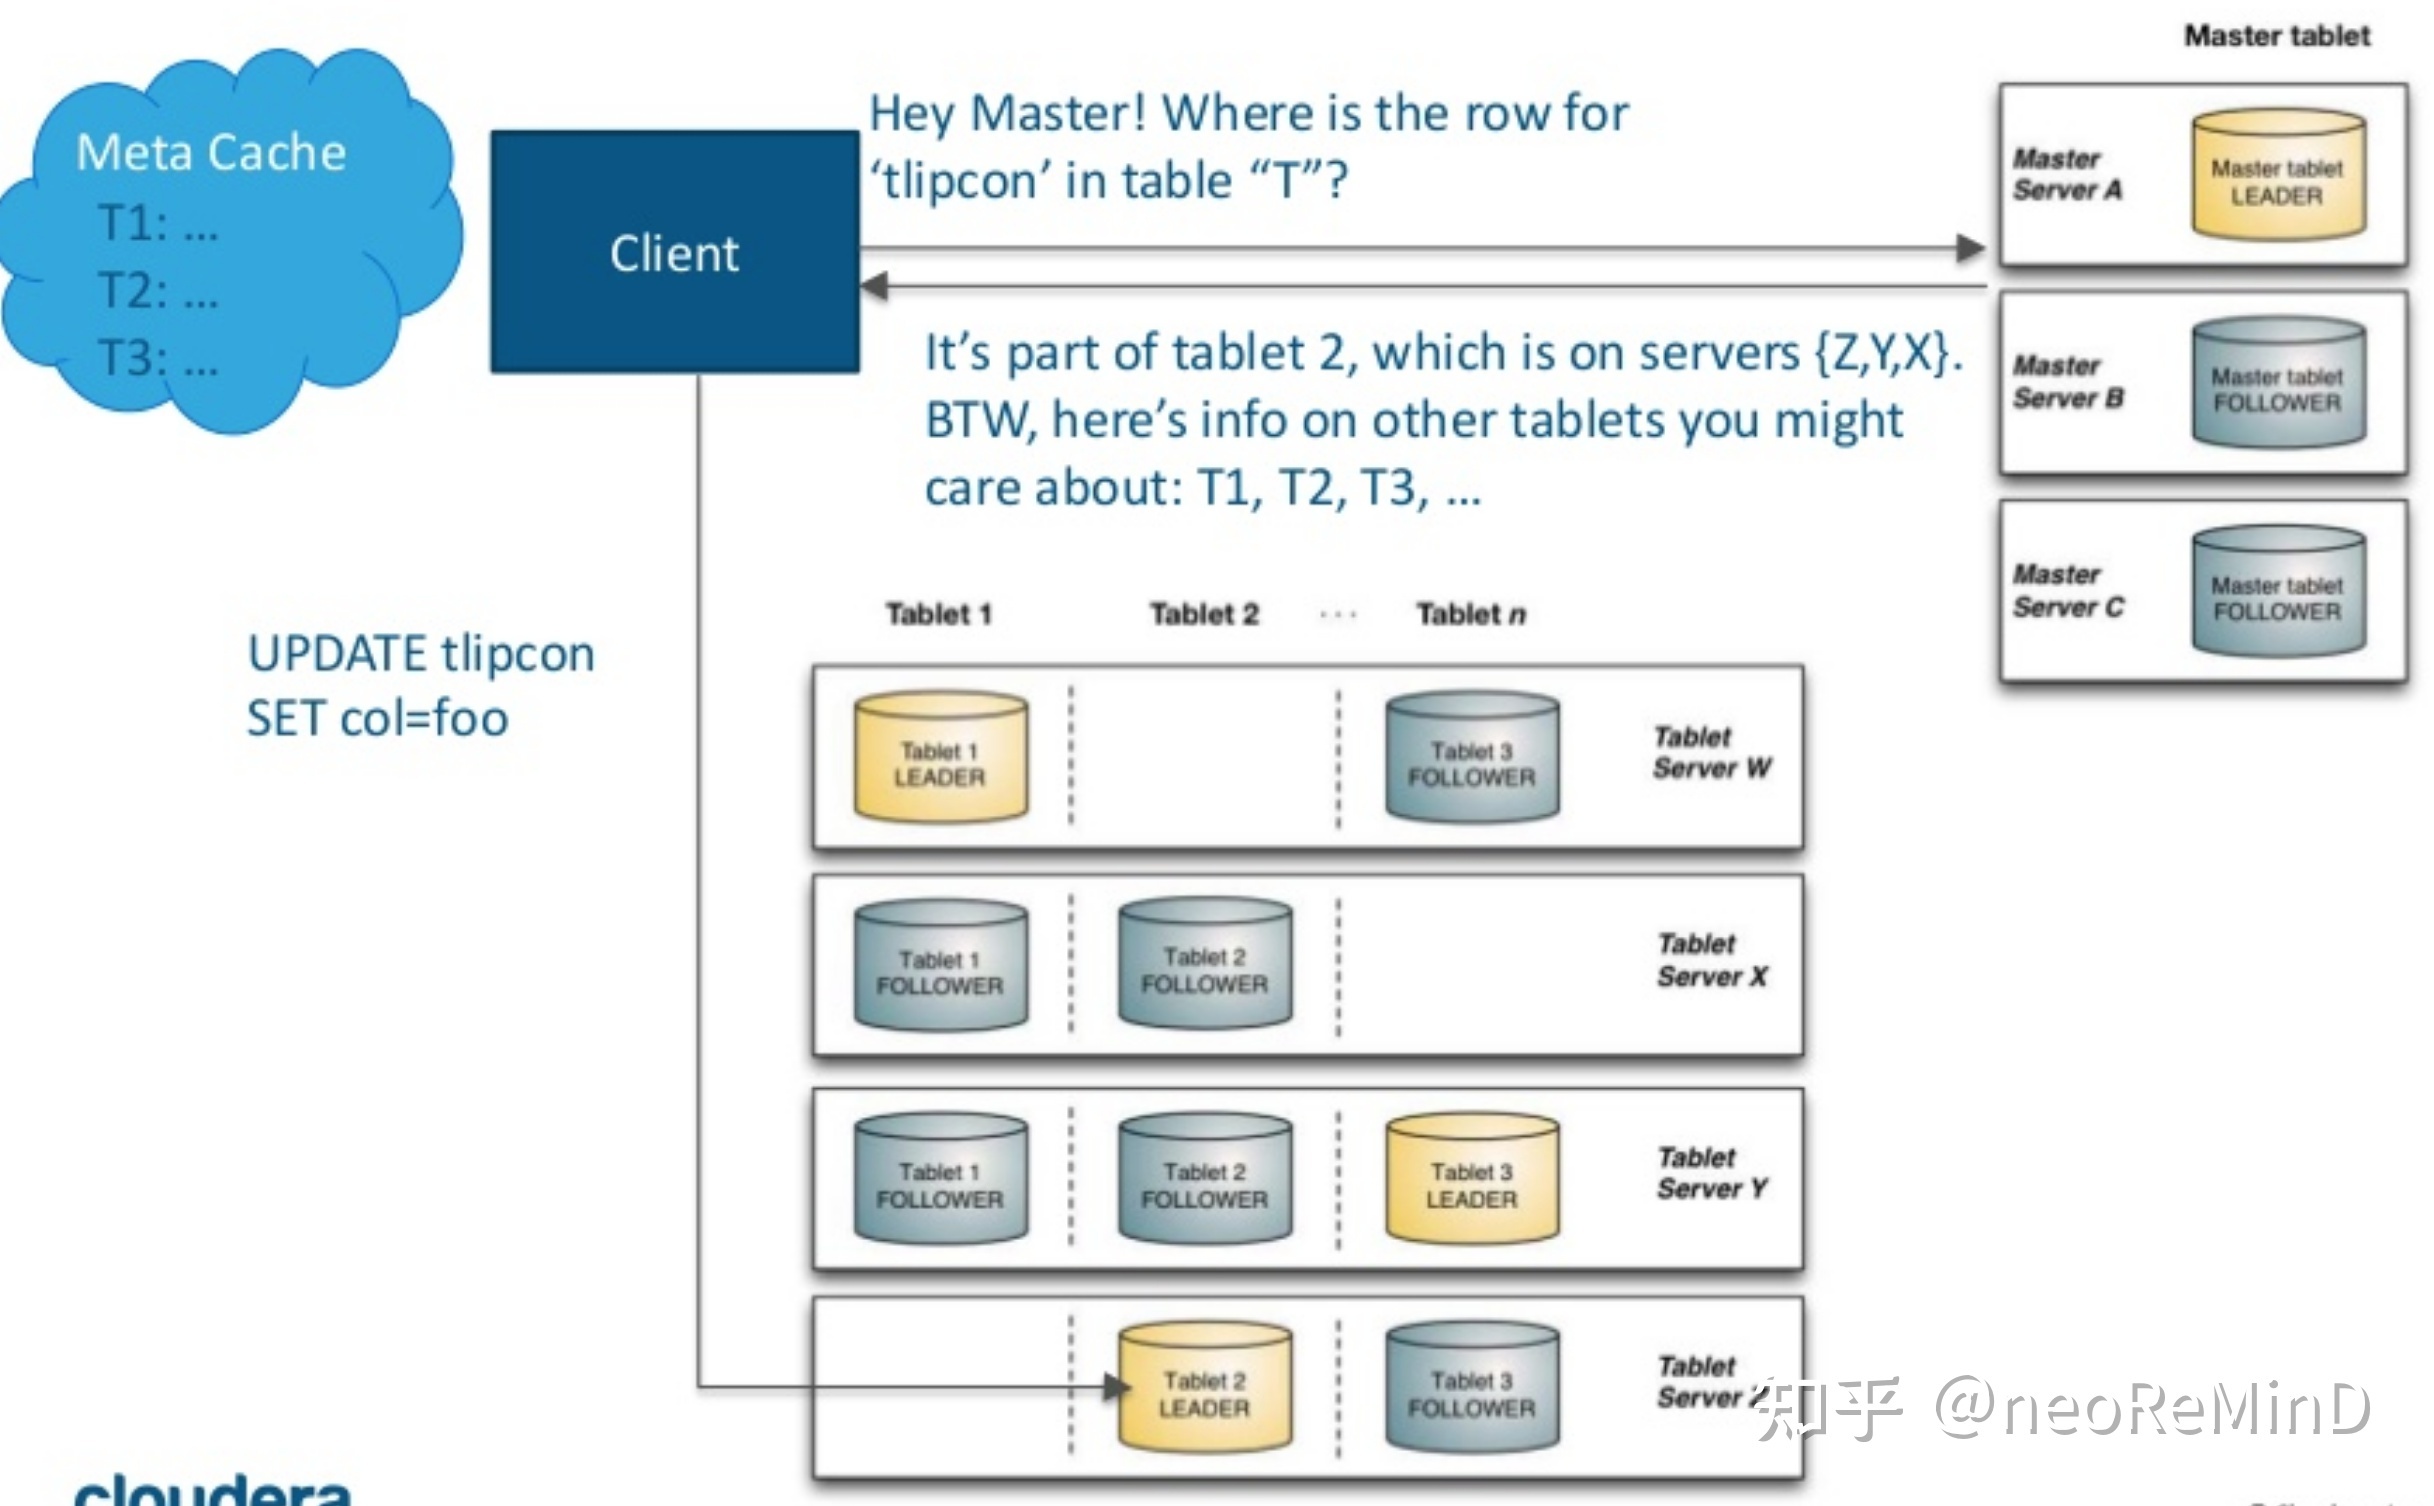 Master tablet
Meta Cache
T1: ...
T2: ...
T3: ...
Client
Hey Master! Where is the row for
‘tlipcon’ in table “T”?
It’s part of tablet 2, which is on servers {Z,Y,X}.
BTW, here’s info on other tablets you might
care about: T1, T2, T3, ...
Master
Server A
Master tablet
LEADER
Master
Server B
Master tablet
FOLLOWER
Master
Server C
Master tablet
FOLLOWER
UPDATE tlipcon
SET col=foo
Tablet 1 Tablet 2 ... Tablet n
Tablet 1
LEADER
Tablet 3
FOLLOWER
Tablet
Server W
Tablet 1
FOLLOWER
Tablet 2
FOLLOWER
Tablet
Server X
Tablet 1
FOLLOWER
Tablet 2
FOLLOWER
Tablet 3
LEADER
Tablet
Server Y
Tablet 2
LEADER
Tablet 3
FOLLOWER
Tablet
Server Z
知乎 @neoReMinD
cloudera